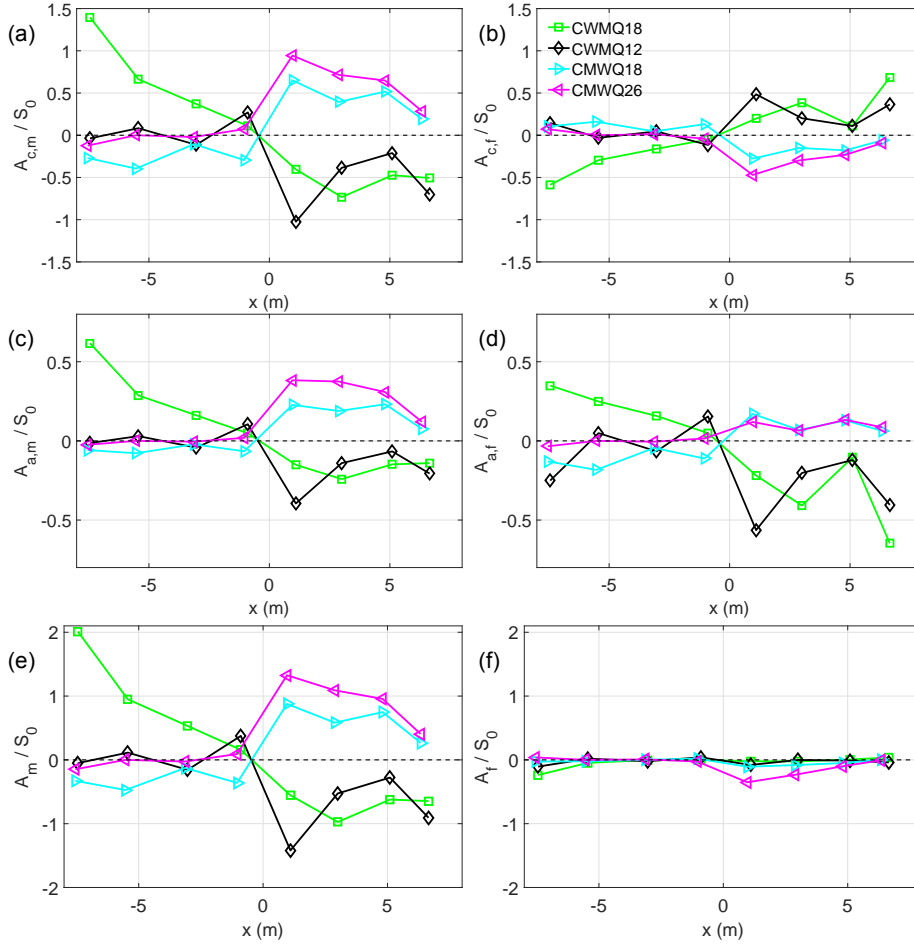 (a)
A_c,m / S_0
1.5
1
0.5
0
-0.5
-1
-1.5
-5
0
5
x (m)
(b)
A_c,f / S_0
CWMQ18
CWMQ12
CMWQ18
CMWQ26
1.5
1
0.5
0
-0.5
-1
-1.5
-5
0
5
x (m)
(c)
A_a,m / S_0
0.5
0
-0.5
-5
0
5
x (m)
(d)
A_a,f / S_0
0.5
0
-0.5
-5
0
5
x (m)
(e)
A_m / S_0
2
1
0
-1
-2
-5
0
5
x (m)
(f)
A_f / S_0
2
1
0
-1
-2
-5
0
5
x (m)